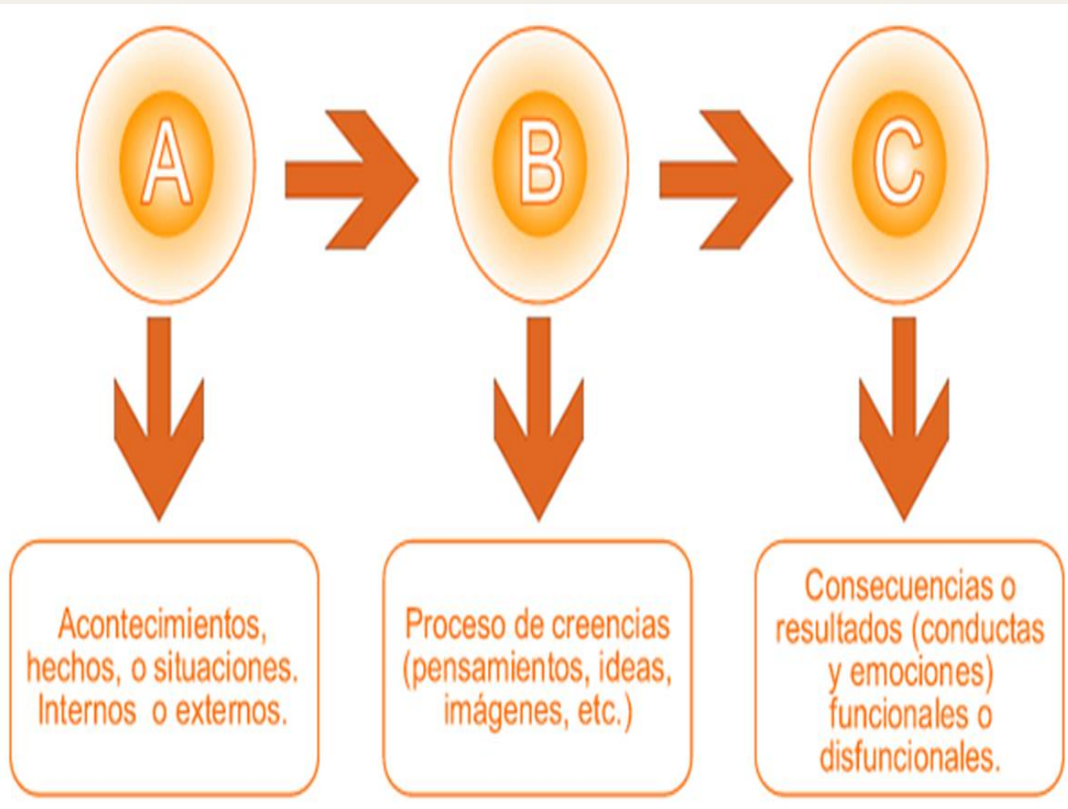 A
B
C
Acontecimientos,
hechos, o situaciones.
Internos o externos.
Proceso de creencias
(pensamientos, ideas,
imágenes, etc.)
Consecuencias o
resultados (conductas
y emociones)
funcionales o
disfuncionales.